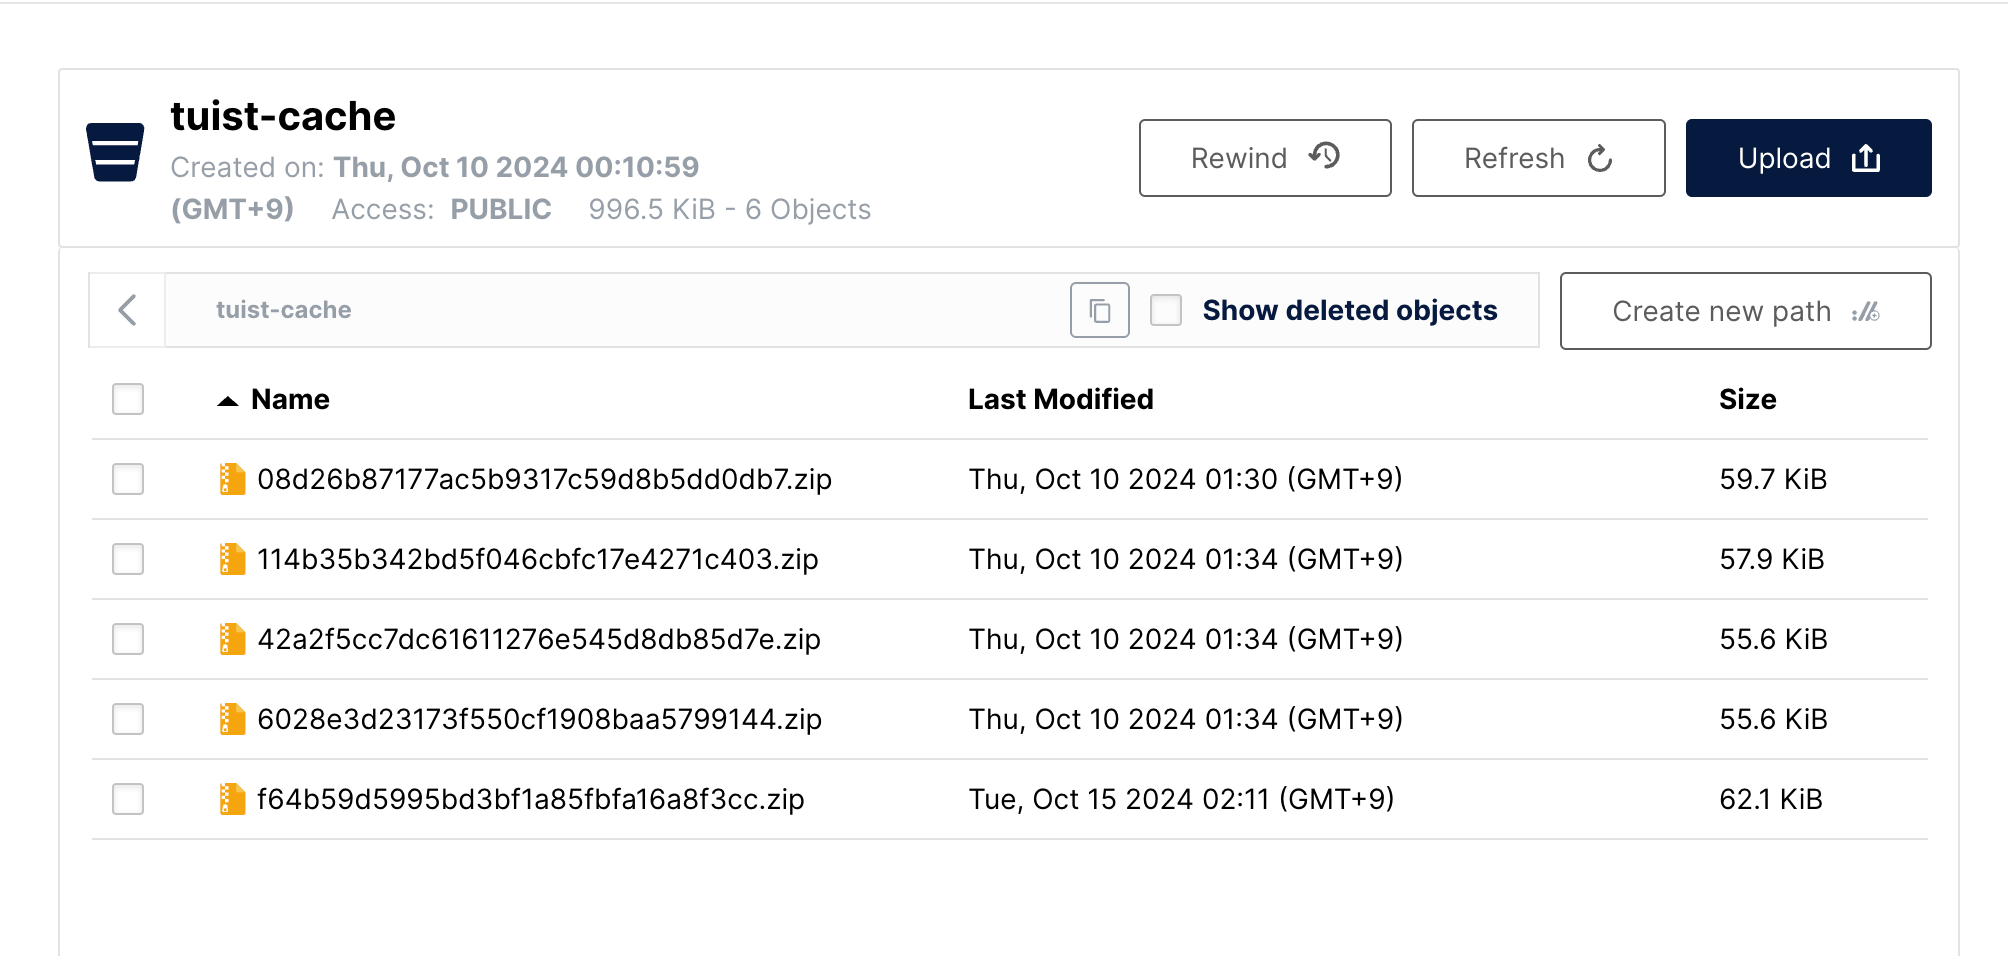 tuist-cache
Created on: Thu, Oct 10 2024 00:10:59
(GMT+9) Access: PUBLIC 996.5 KiB - 6 Objects
Rewind
Refresh
Upload
tuist-cache
Show deleted objects
Create new path
Name Last Modified Size
08d26b87177ac5b9317c59d8b5dd0db7.zip Thu, Oct 10 2024 01:30 (GMT+9) 59.7 KiB
114b35b342bd5f046cbfc17e4271c403.zip Thu, Oct 10 2024 01:34 (GMT+9) 57.9 KiB
42a2f5cc7dc61611276e545d8db85d7e.zip Thu, Oct 10 2024 01:34 (GMT+9) 55.6 KiB
6028e3d23173f550cf1908baa5799144.zip Thu, Oct 10 2024 01:34 (GMT+9) 55.6 KiB
f64b59d5995bd3bf1a85fbfa16a8f3cc.zip Tue, Oct 15 2024 02:11 (GMT+9) 62.1 KiB